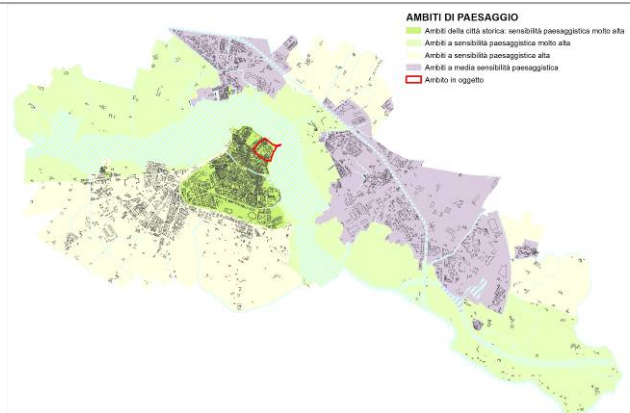 AMBITI DI PAESAGGIO
Ambiti della città storica: sensibilità paesaggistica molto alta
Ambiti a sensibilità paesaggistica molto alta
Ambiti a sensibilità paesaggistica alta
Ambiti a media sensibilità paesaggistica
Ambito in oggetto